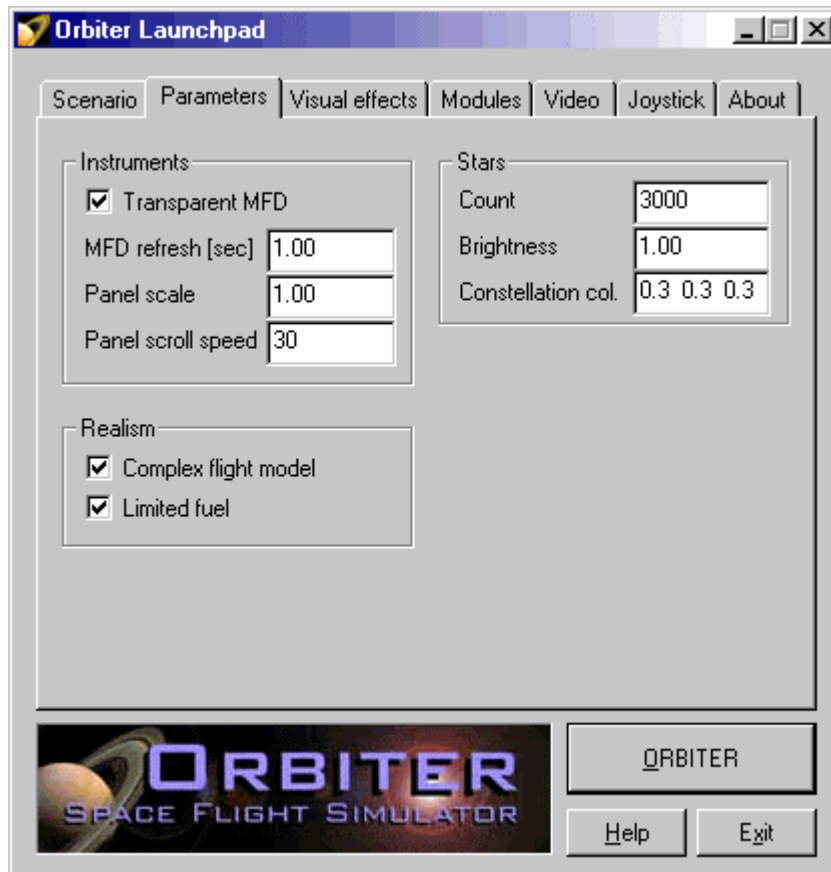 Orbiter Launchpad
Scenario Parameters Visual effects Modules Video Joystick About
Instruments
Transparent MFD
MFD refresh [sec] 1.00
Panel scale 1.00
Panel scroll speed 30
Stars
Count 3000
Brightness 1.00
Constellation col. 0.3 0.3 0.3
Realism
Complex flight model
Limited fuel
ORBITER
SPACE FLIGHT SIMULATOR
ORBITER
Help Exit